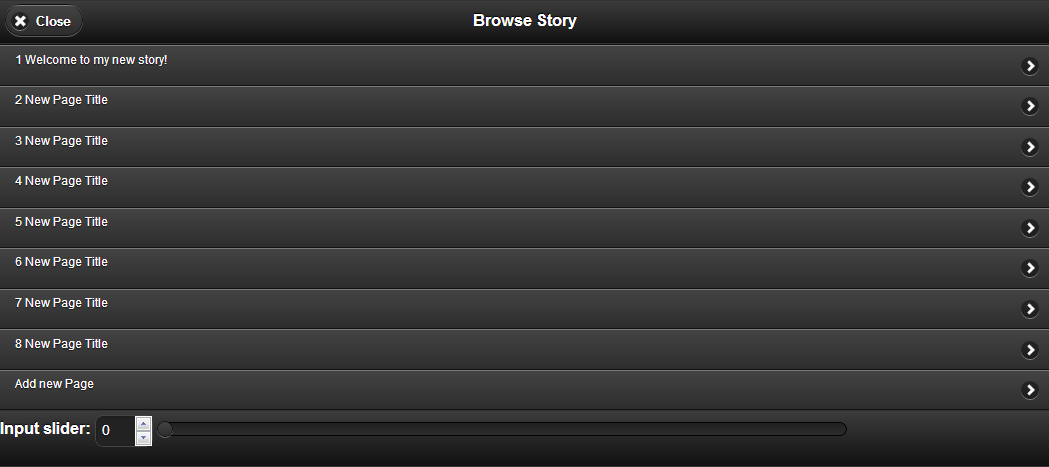 Close
Browse Story
1 Welcome to my new story!
2 New Page Title
3 New Page Title
4 New Page Title
5 New Page Title
6 New Page Title
7 New Page Title
8 New Page Title
Add new Page
Input slider: 0